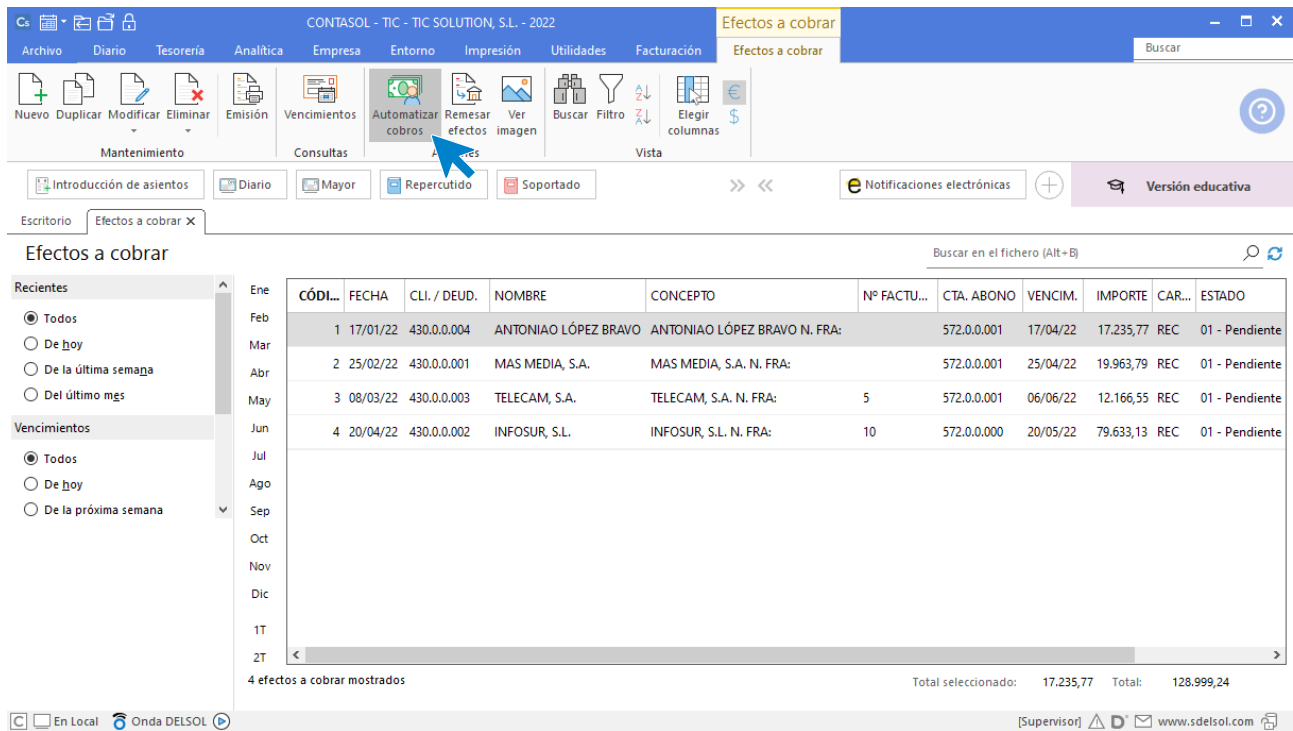 Cs CONTASOL - TIC - TIC SOLUTION, S.L. - 2022 Efectos a cobrar
Archivo Diario Tesorería Analítica Empresa Entorno Impresión Utilidades Facturación Efectos a cobrar Buscar
Nuevo Duplicar Modificar Eliminar Emisión Vencimientos Automatizar cobros Remesar efectos Ver imagen Buscar Filtro Elegir columnas
Mantenimiento Consultas Vista
Introducción de asientos Diario Mayor Repercutido Soportado Notificaciones electrónicas Versión educativa
Escritorio Efectos a cobrar
Efectos a cobrar Buscar en el fichero (Alt+B)
Recientes
Todos
De hoy
De la última semana
Del último mes
Vencimientos
Todos
De hoy
De la próxima semana
Ene
Feb
Mar
Abr
May
Jun
Jul
Ago
Sep
Oct
Nov
Dic
1T
2T
CÓDI... FECHA CLI. / DEUD. NOMBRE CONCEPTO Nº FACTU... CTA. ABONO VENCIM. IMPORTE CAR... ESTADO
1 17/01/22 430.0.0.004 ANTONIAO LÓPEZ BRAVO ANTONIAO LÓPEZ BRAVO N. FRA: 572.0.0.001 17/04/22 17.235,77 REC 01 - Pendiente
2 25/02/22 430.0.0.001 MAS MEDIA, S.A. MAS MEDIA, S.A. N. FRA: 572.0.0.001 25/04/22 19.963,79 REC 01 - Pendiente
3 08/03/22 430.0.0.003 TELECAM, S.A. TELECAM, S.A. N. FRA: 5 572.0.0.001 06/06/22 12.166,55 REC 01 - Pendiente
4 20/04/22 430.0.0.002 INFOSUR, S.L. INFOSUR, S.L. N. FRA: 10 572.0.0.000 20/05/22 79.633,13 REC 01 - Pendiente
4 efectos a cobrar mostrados Total seleccionado: 17.235,77 Total: 128.999,24
C En Local Onda DELSOL [Supervisor] D www.sdelsol.com